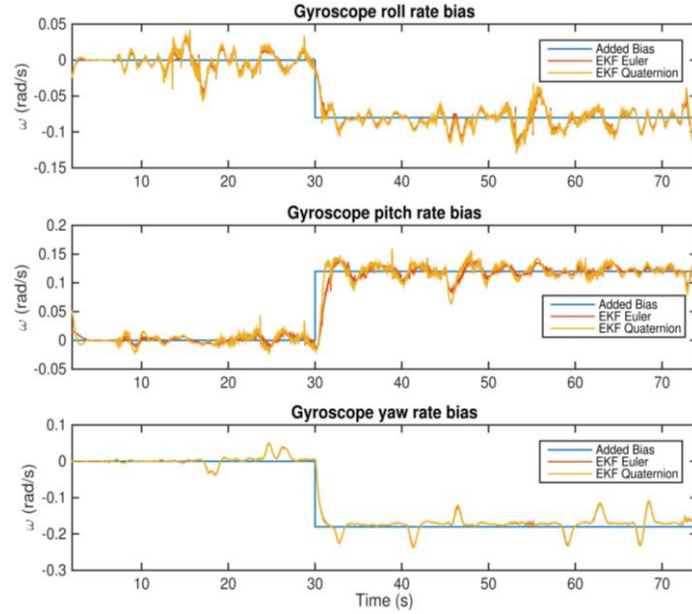 Gyroscope roll rate bias
0.05
0
-0.05
-0.1
-0.15
ω (rad/s)
Added Bias
EKF Euler
EKF Quaternion
10 20 30 40 50 60 70
Gyroscope pitch rate bias
0.2
0.15
0.1
0.05
0
-0.05
ω (rad/s)
Added Bias
EKF Euler
EKF Quaternion
10 20 30 40 50 60 70
Gyroscope yaw rate bias
0.1
0
-0.1
-0.2
-0.3
ω (rad/s)
Added Bias
EKF Euler
EKF Quaternion
10 20 30 40 50 60 70
Time (s)